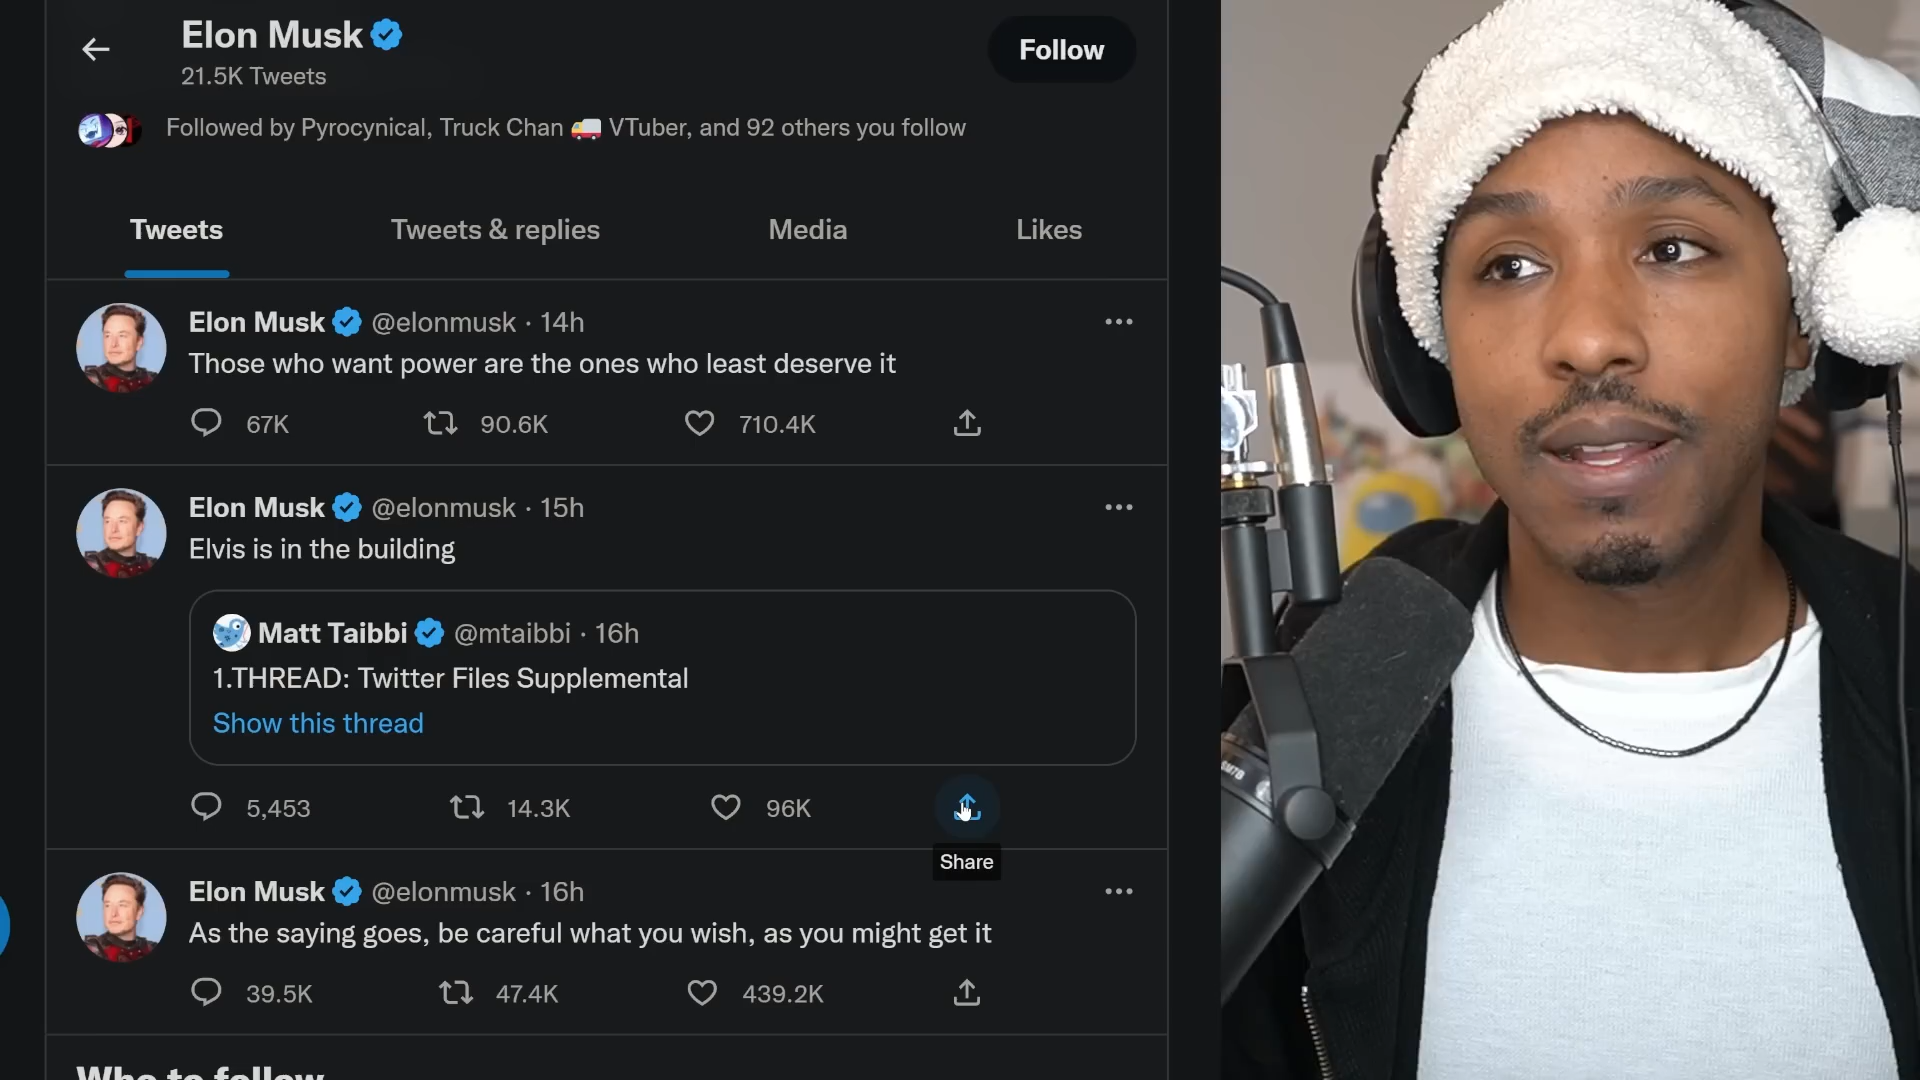 Elon Musk
21.5K Tweets
Follow
Followed by Pyrocynical, Truck Chan 🚚 VTuber, and 92 others you follow
Tweets
Tweets & replies
Media
Likes
Elon Musk @elonmusk · 14h
Those who want power are the ones who least deserve it
67K
90.6K
710.4K
Elon Musk @elonmusk · 15h
Elvis is in the building
Matt Taibbi @mtaibbi · 16h
1.THREAD: Twitter Files Supplemental
Show this thread
5,453
14.3K
96K
Share
Elon Musk @elonmusk · 16h
As the saying goes, be careful what you wish, as you might get it
39.5K
47.4K
439.2K
Who to follow
SM7B